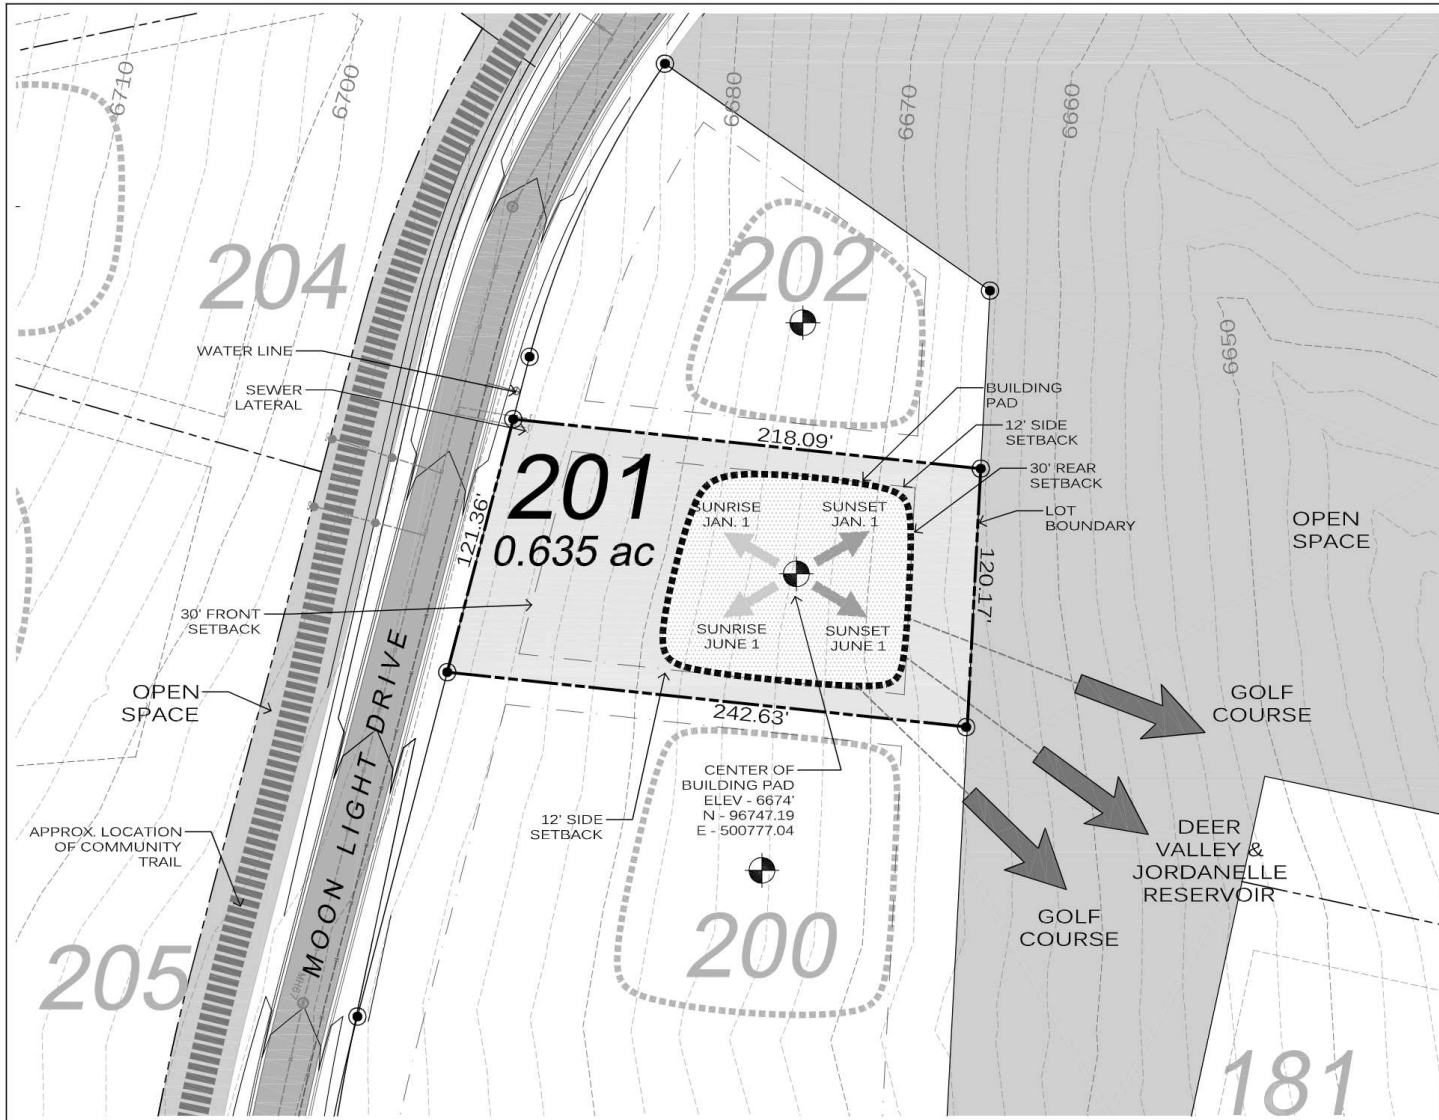 6710
6700
6680
6670
6660
6650
204
202
WATER LINE
SEWER
LATERAL
BUILDING
PAD
12' SIDE
SETBACK
30' REAR
SETBACK
LOT
BOUNDARY
218.09'
201
0.635 ac
121.36'
120.17'
SUNRISE
JAN. 1
SUNSET
JAN. 1
SUNRISE
JUNE 1
SUNSET
JUNE 1
OPEN
SPACE
30' FRONT
SETBACK
OPEN
SPACE
242.63'
GOLF
COURSE
MOON LIGHT DRIVE
CENTER OF
BUILDING PAD
ELEV - 6674'
N - 96747.19
E - 500777.04
12' SIDE
SETBACK
APPROX. LOCATION
OF COMMUNITY
TRAIL
DEER
VALLEY &
JORDANELLE
RESERVOIR
GOLF
COURSE
205
200
181